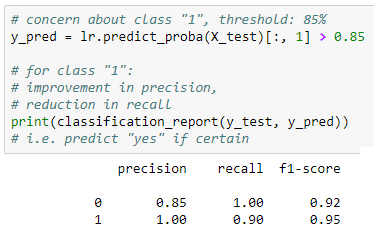 # concern about class "1", threshold: 85%
y_pred = lr.predict_proba(X_test)[:, 1] > 0.85
# for class "1":
# improvement in precision,
# reduction in recall
print(classification_report(y_test, y_pred))
# i.e. predict "yes" if certain
precision recall f1-score
0 0.85 1.00 0.92
1 1.00 0.90 0.95